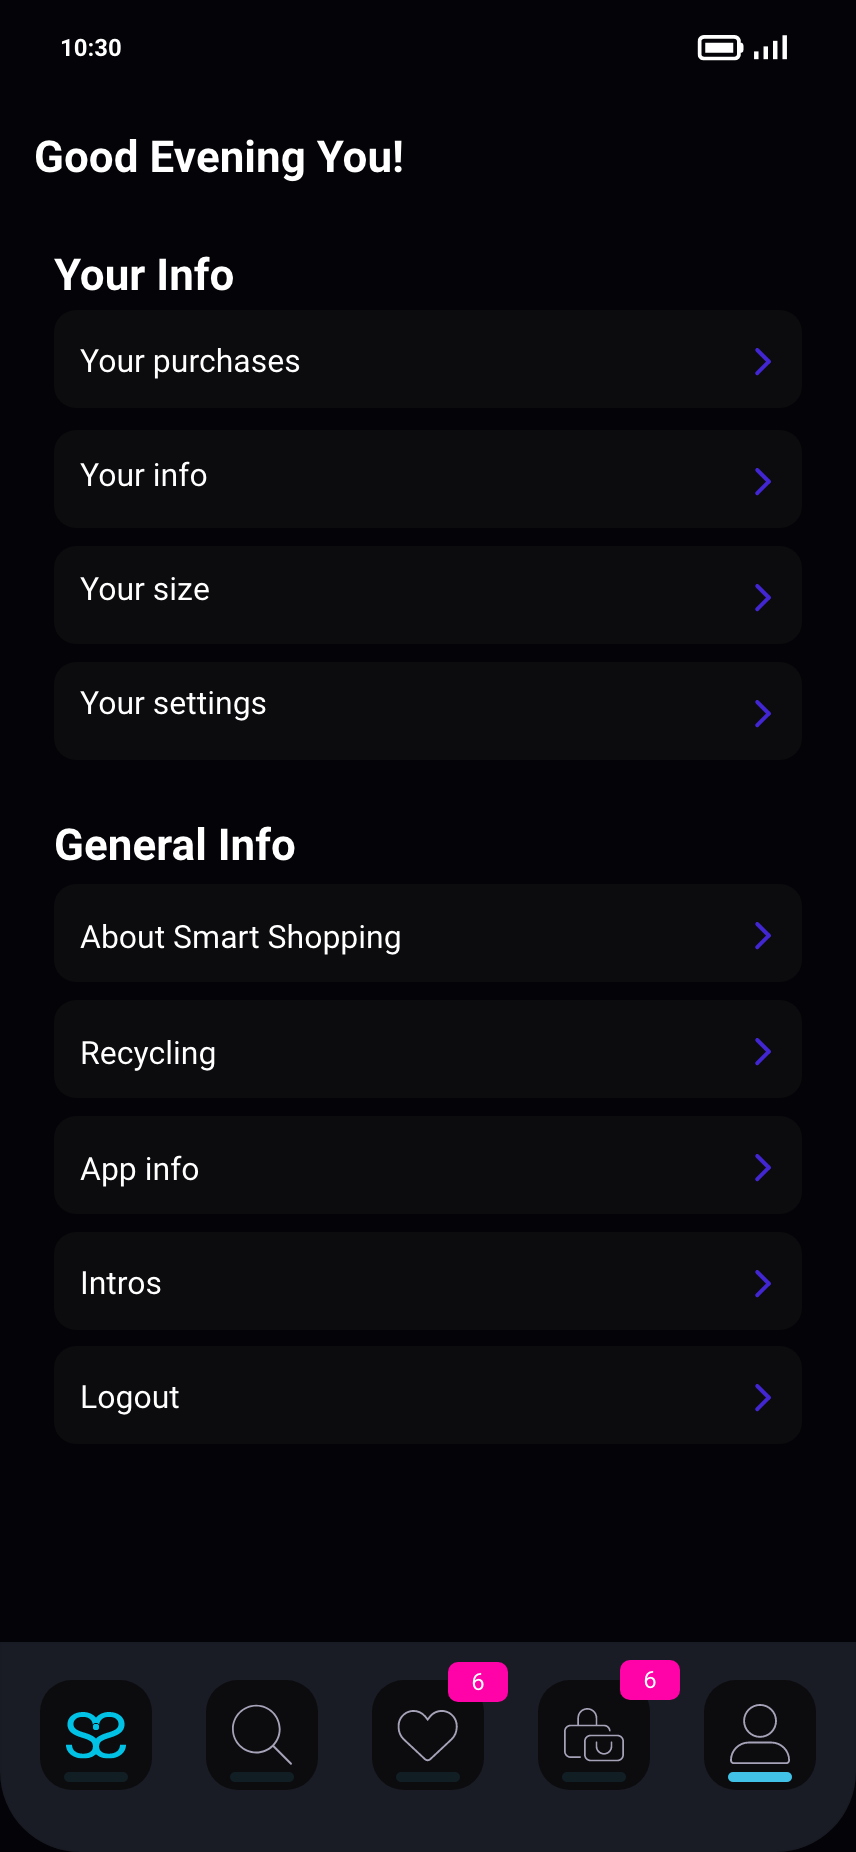 10:30
Good Evening You!
Your Info
Your purchases
Your info
Your size
Your settings
General Info
About Smart Shopping
Recycling
App info
Intros
Logout
6
6